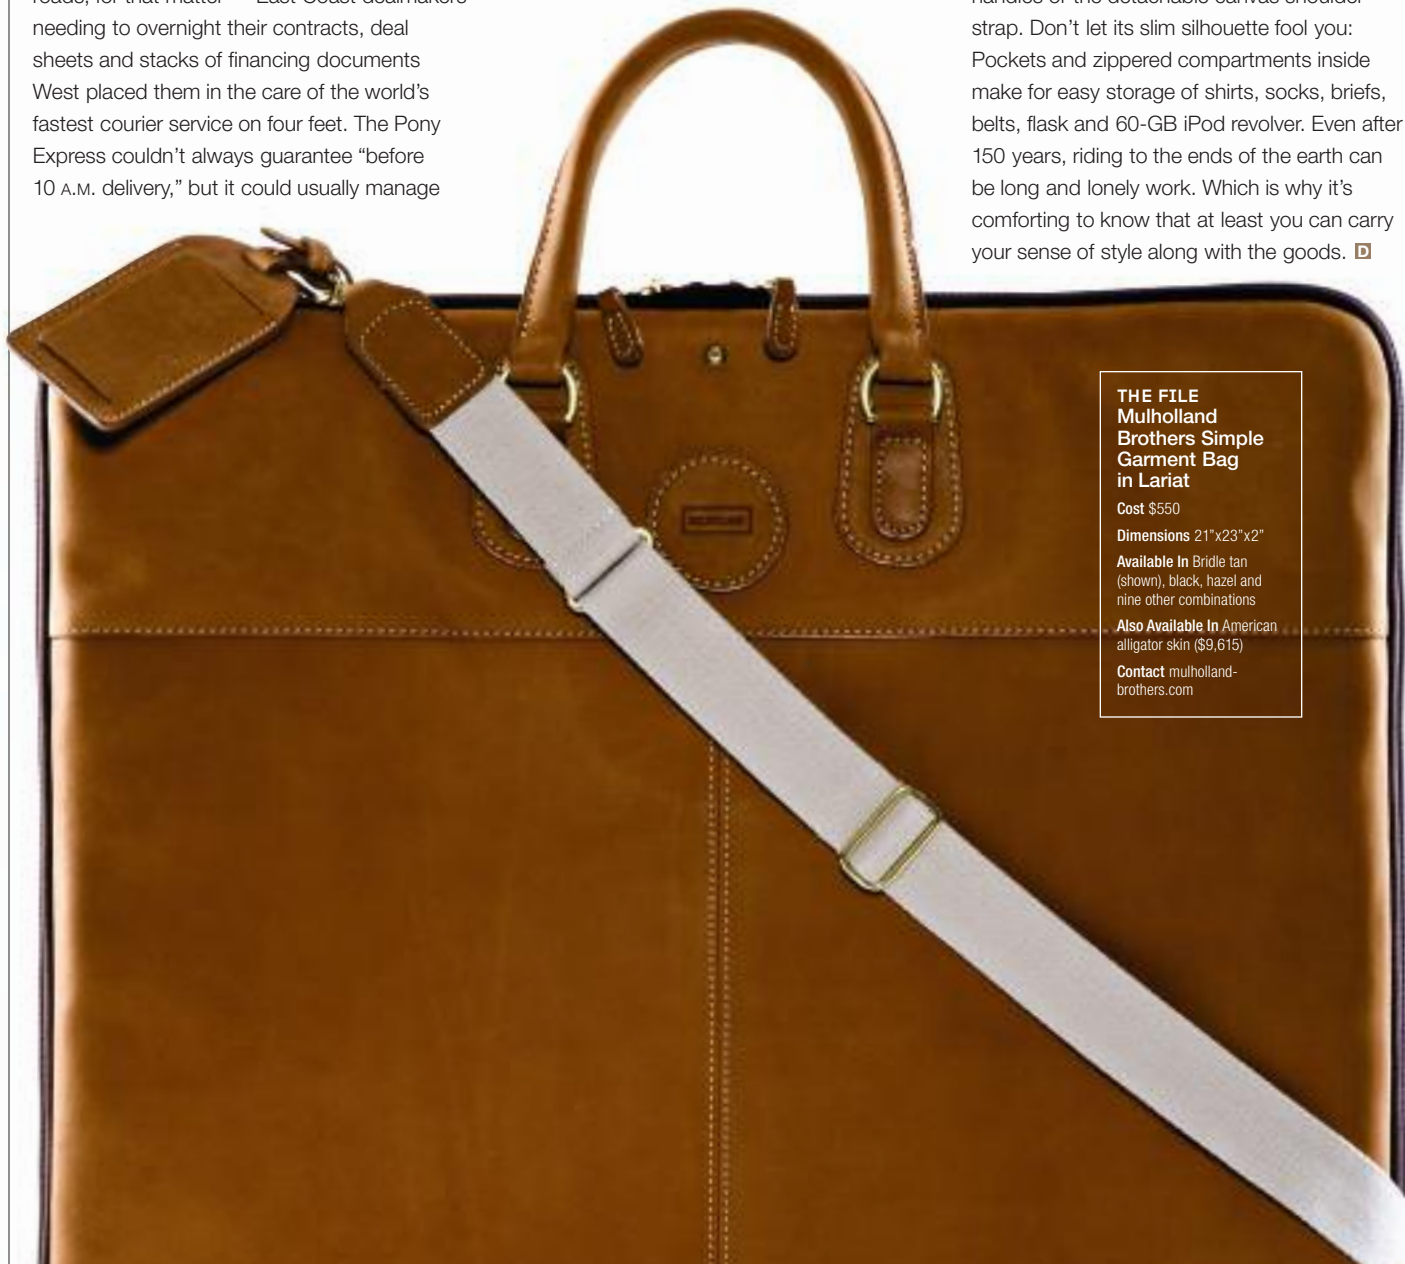 needing to overnight their contracts, deal
sheets and stacks of financing documents
West placed them in the care of the world’s
fastest courier service on four feet. The Pony
Express couldn’t always guarantee “before
10 A.M. delivery,” but it could usually manage
strap. Don’t let its slim silhouette fool you:
Pockets and zippered compartments inside
make for easy storage of shirts, socks, briefs,
belts, flask and 60-GB iPod revolver. Even after
150 years, riding to the ends of the earth can
be long and lonely work. Which is why it’s
comforting to know that at least you can carry
your sense of style along with the goods. D
THE FILE
Mulholland
Brothers Simple
Garment Bag
in Lariat
Cost $550
Dimensions 21”x23”x2”
Available In Bridle tan
(shown), black, hazel and
nine other combinations
Also Available In American
alligator skin ($9,615)
Contact mulholland-
brothers.com